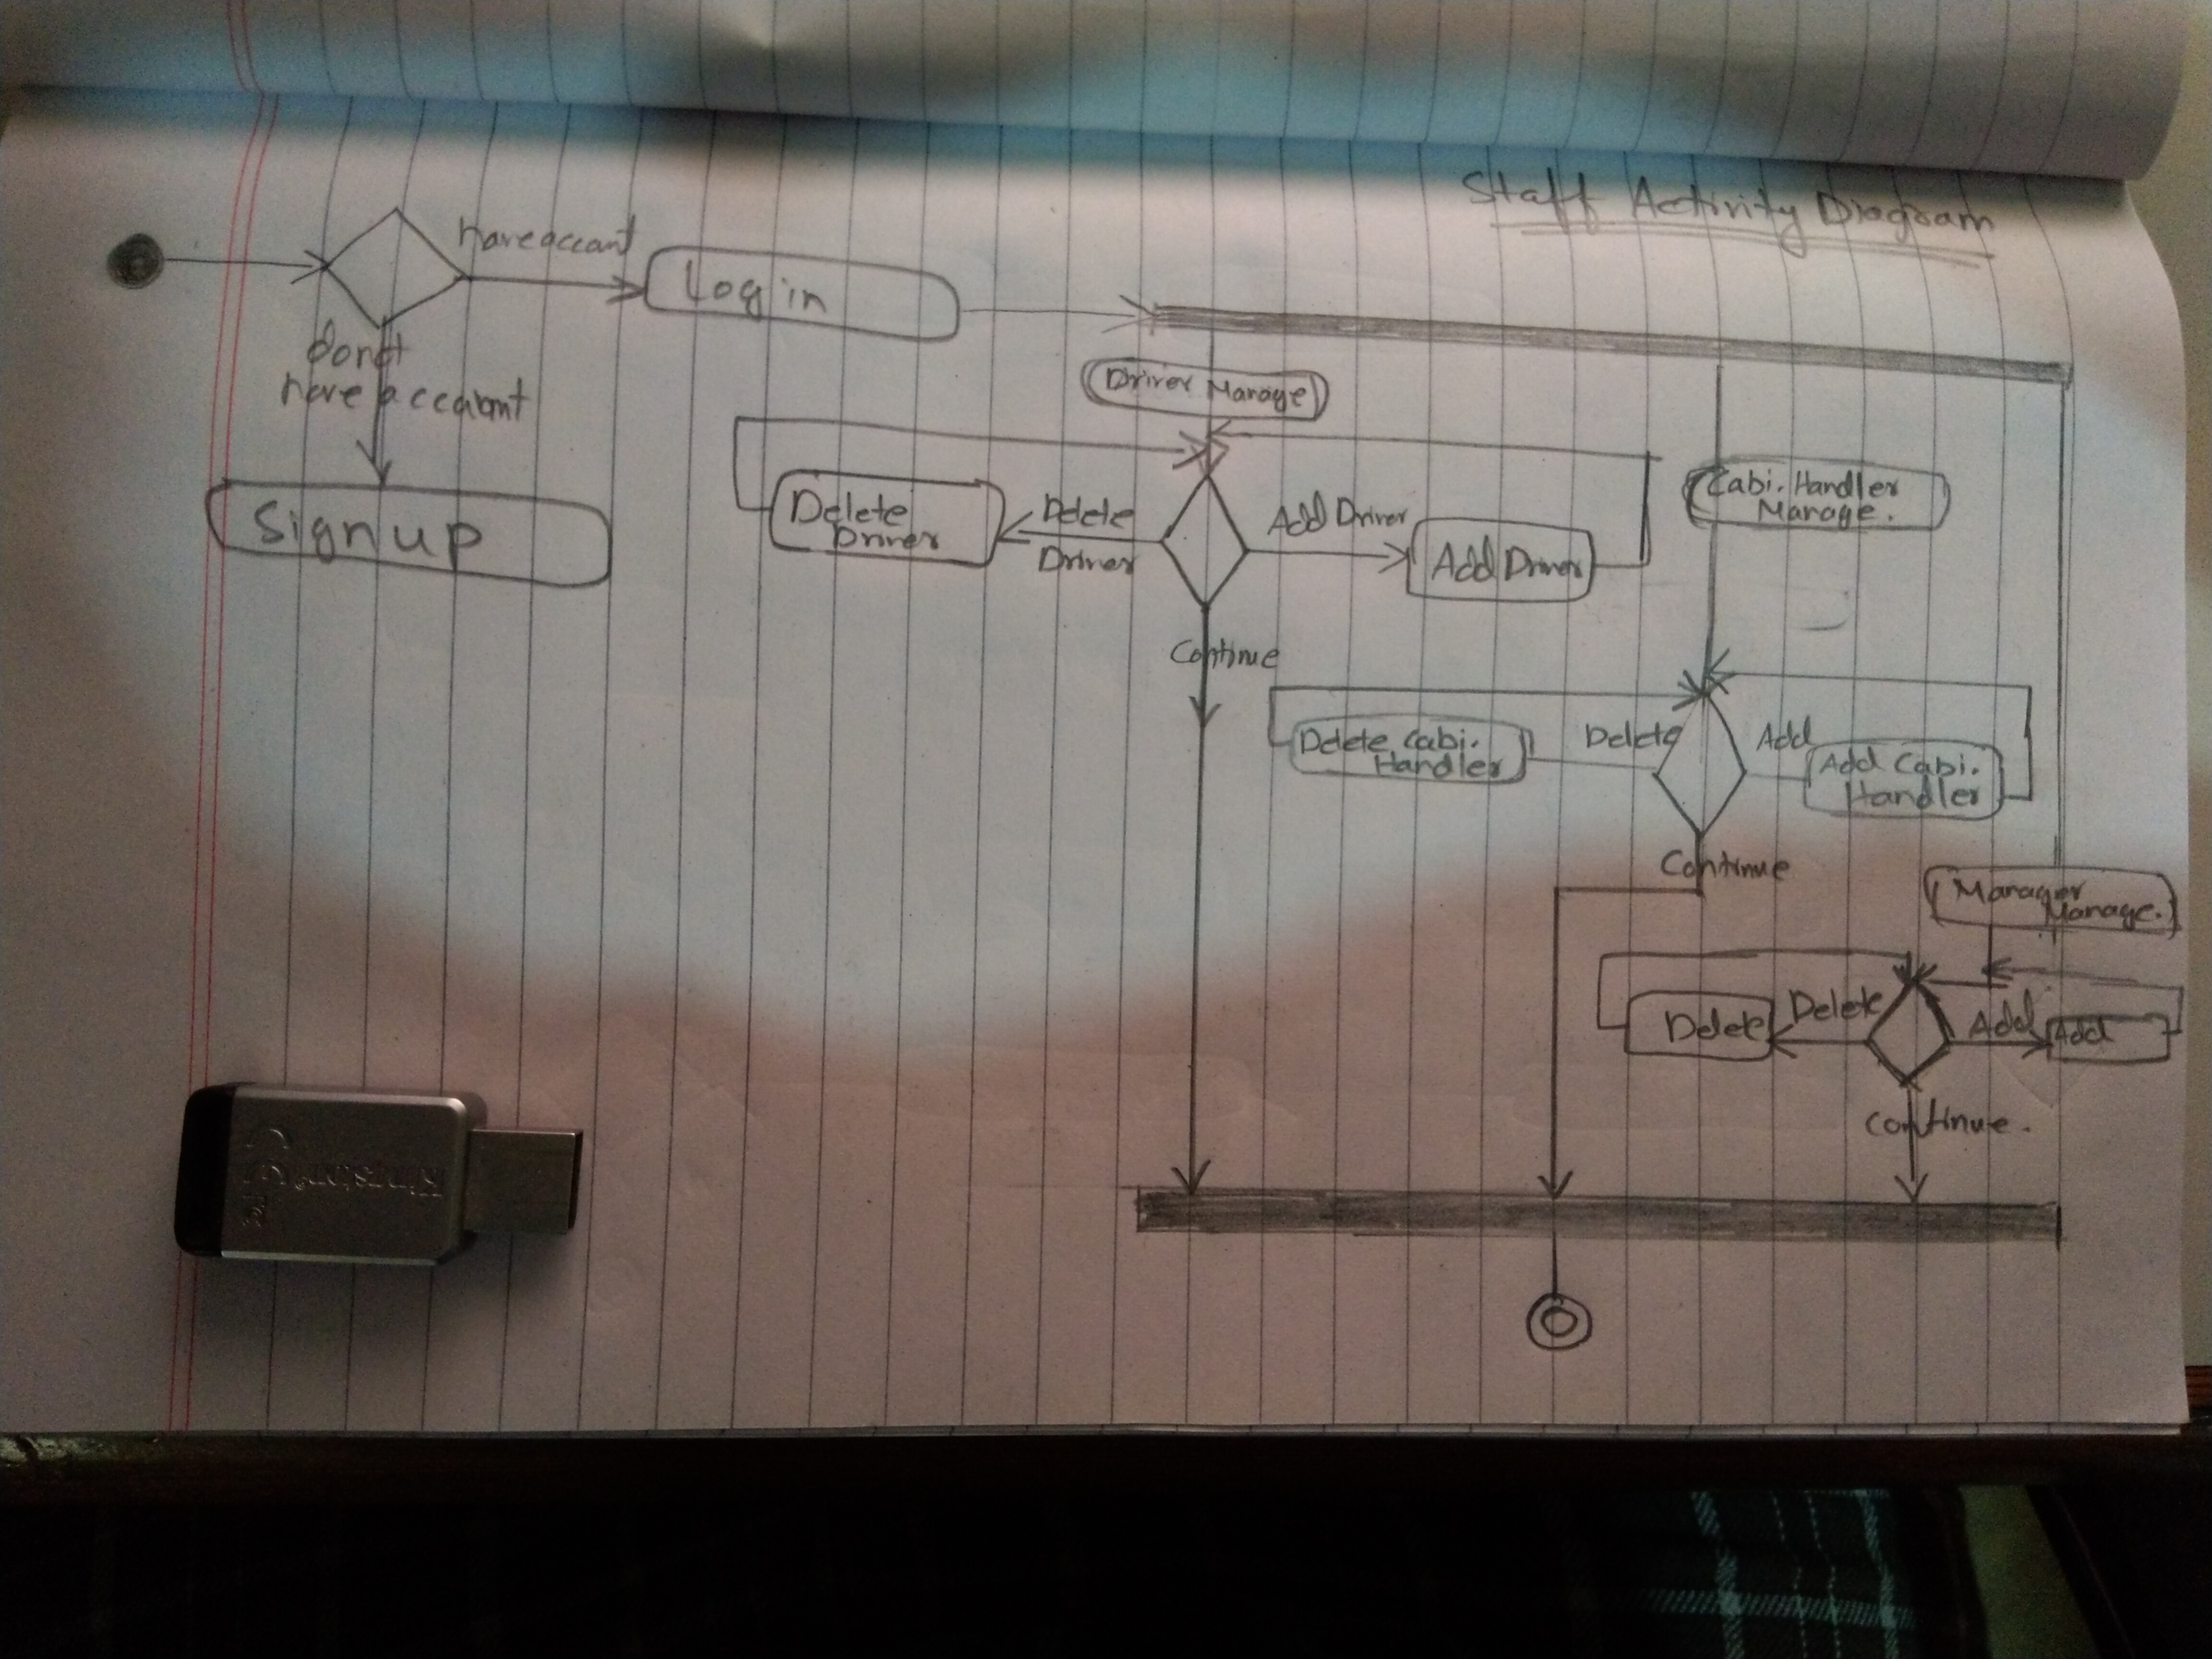 Staff Activity Diagram
have accant
Log in
donot
have accabnt
Signup
Driver Manage
Delete
Driver
Delete
Driver
Add Driver
Add Driver
Cabi. Handler
Manage.
Continue
Delete Cabi.
Handler
Delete
Add
Add Cabi.
Handler
Continue
Manager
Manage.
Delete
Delete
Add
Add
continue.
Kingston